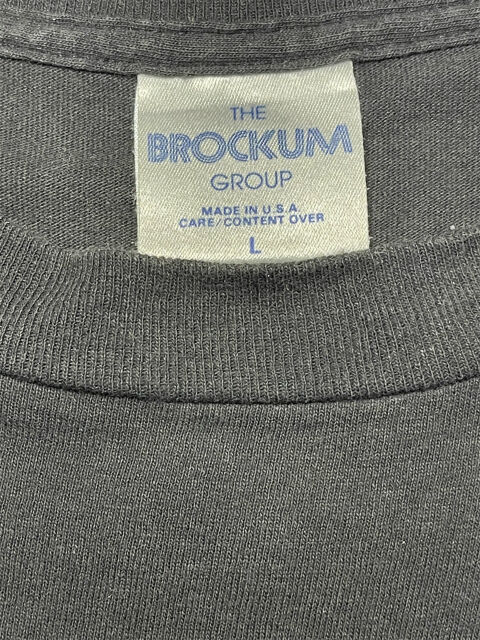 THE
BROCKUM
GROUP
MADE IN U.S.A.
CARE/CONTENT OVER
L